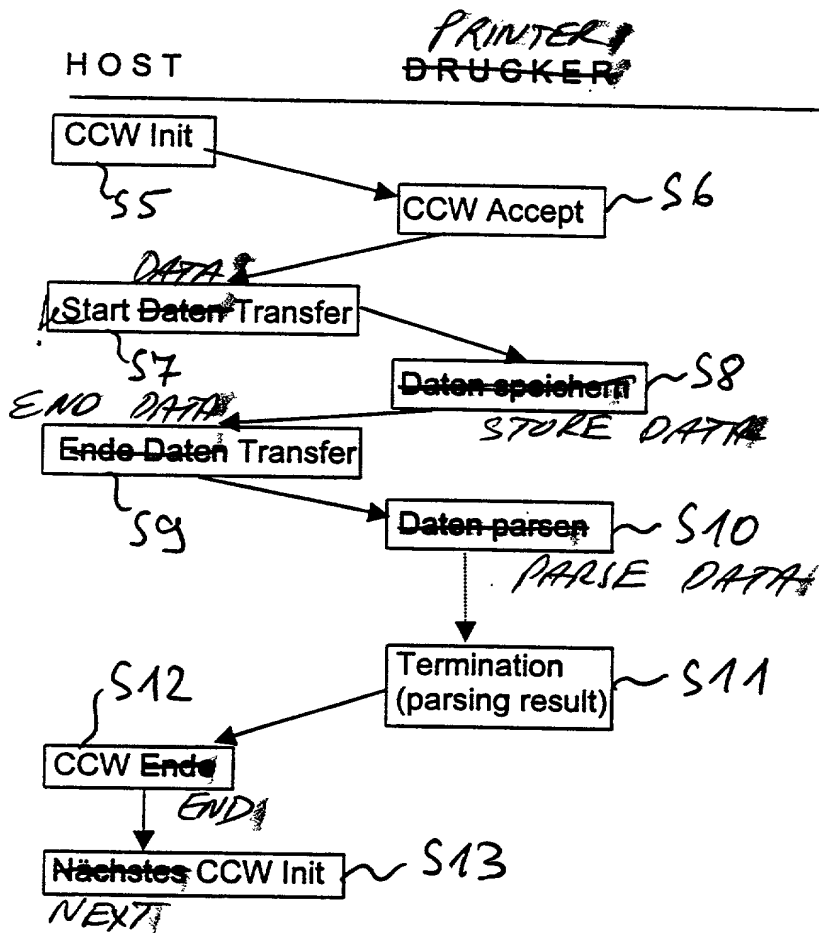 PRINTER
HOST DRUCKER
CCW Init
S5
CCW Accept S6
DATA
Start Daten Transfer
S7
Daten speichern S8
END DATA
STORE DATA
Ende Daten Transfer
S9
Daten parsen S10
PARSE DATA
Termination
(parsing result) S11
S12
CCW Ende
END
Nächstes CCW Init S13
NEXT